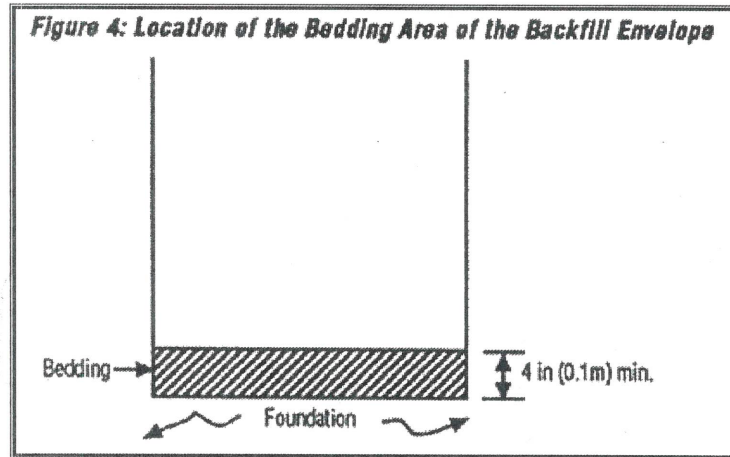 Figure 4: Location of the Bedding Area of the Backfill Envelope
Bedding
4 in (0.1m) min.
Foundation